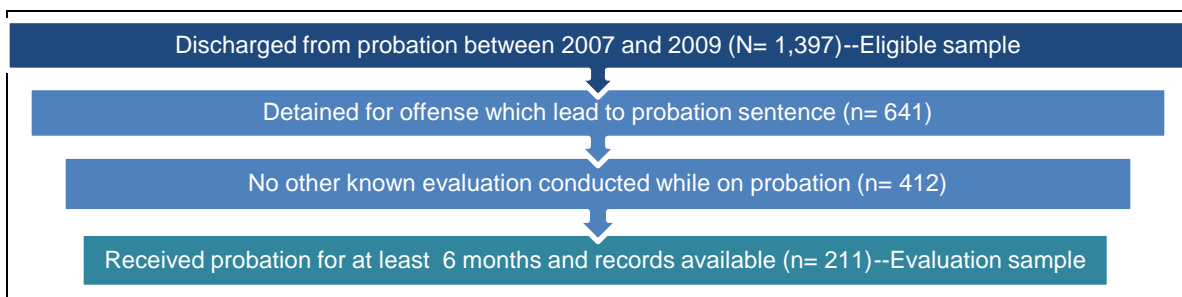 Discharged from probation between 2007 and 2009 (N= 1,397)--Eligible sample
Detained for offense which lead to probation sentence (n= 641)
No other known evaluation conducted while on probation (n= 412)
Received probation for at least  6 months and records available (n= 211)--Evaluation sample